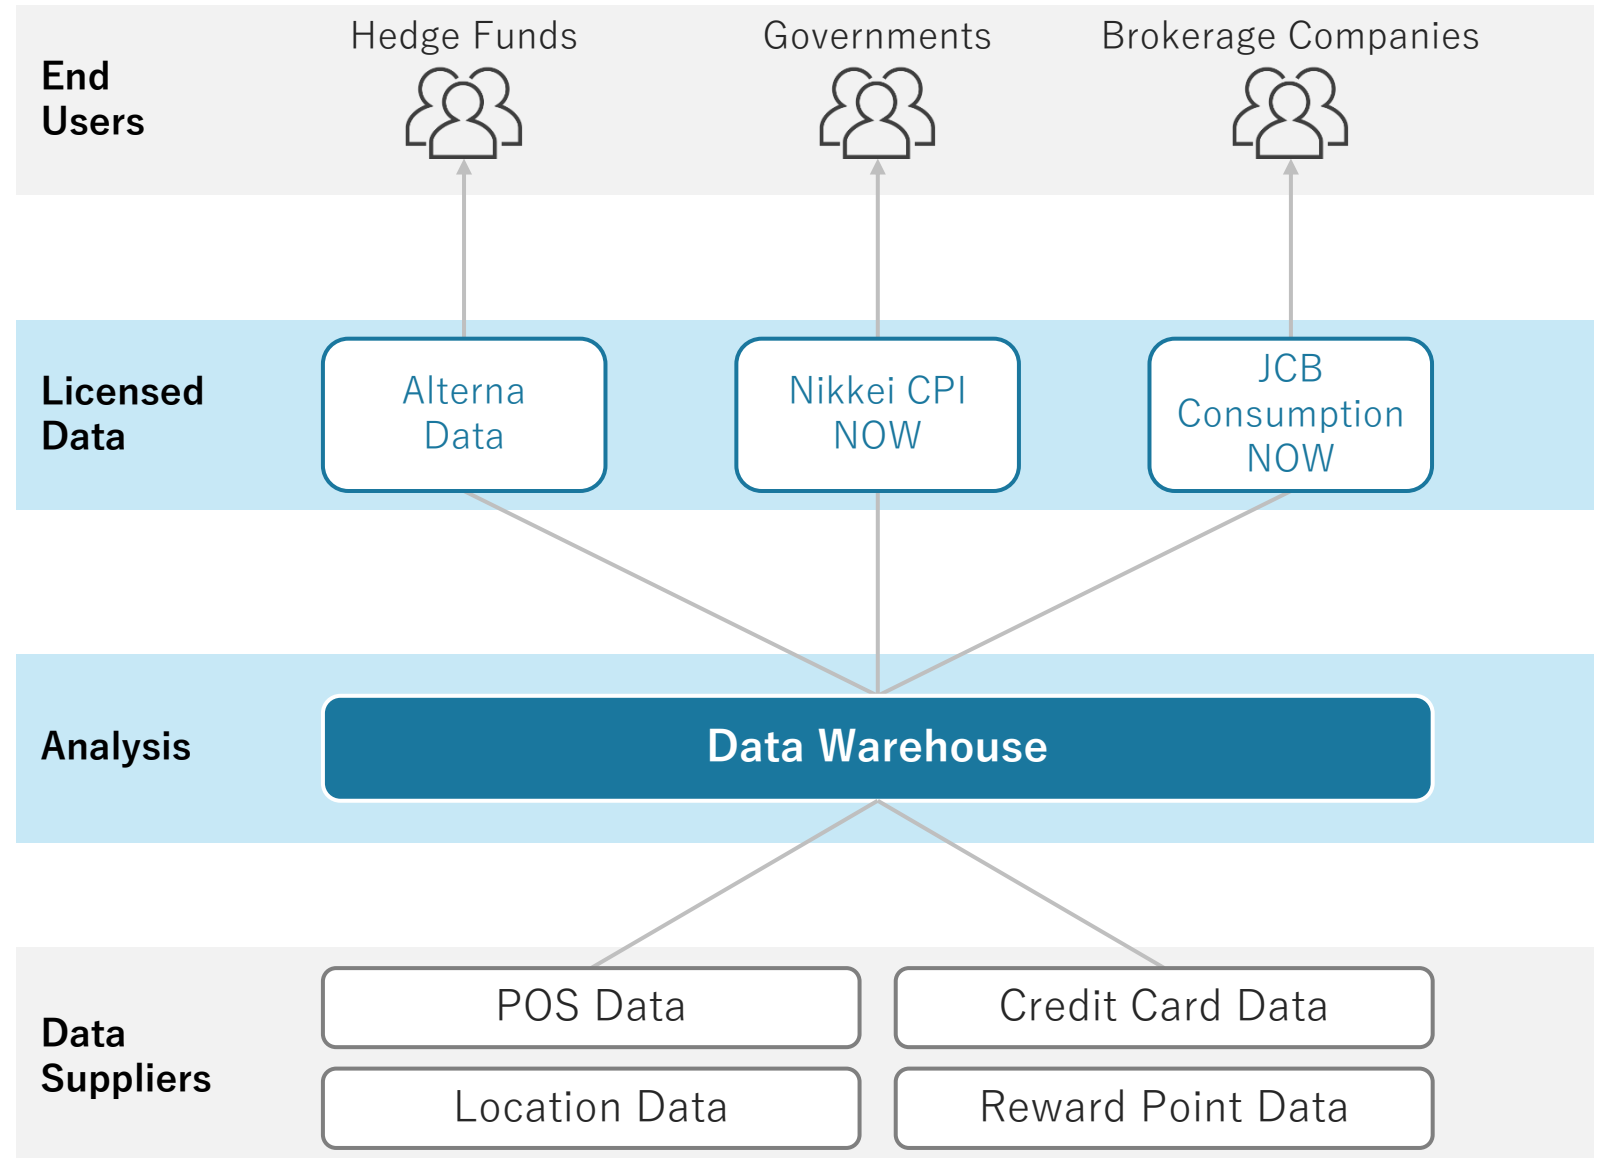 Hedge Funds
Governments
Brokerage Companies
End
Users
Licensed
Data
Alterna
Data
Nikkei CPI
NOW
JCB
Consumption
NOW
Analysis
Data Warehouse
Data
Suppliers
POS Data
Credit Card Data
Location Data
Reward Point Data